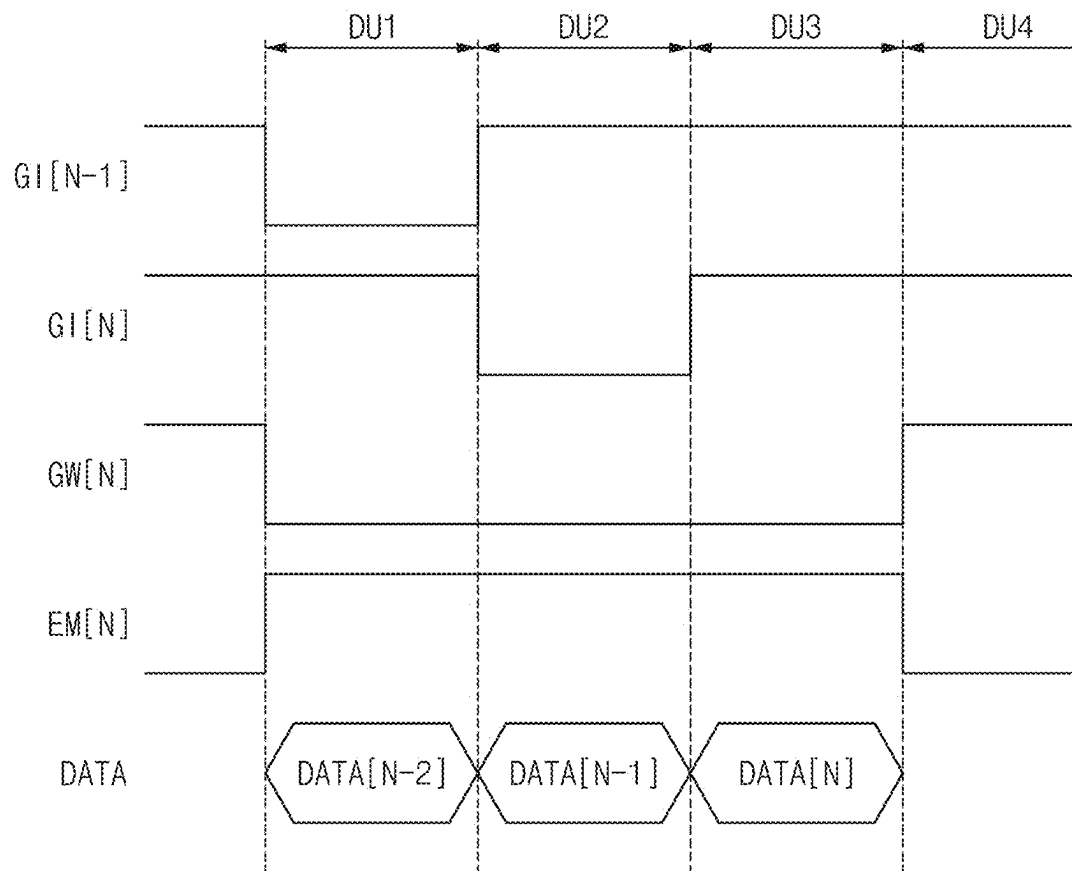 DU1 DU2 DU3 DU4
GI[N-1]
GI[N]
GW[N]
EM[N]
DATA DATA[N-2] DATA[N-1] DATA[N]